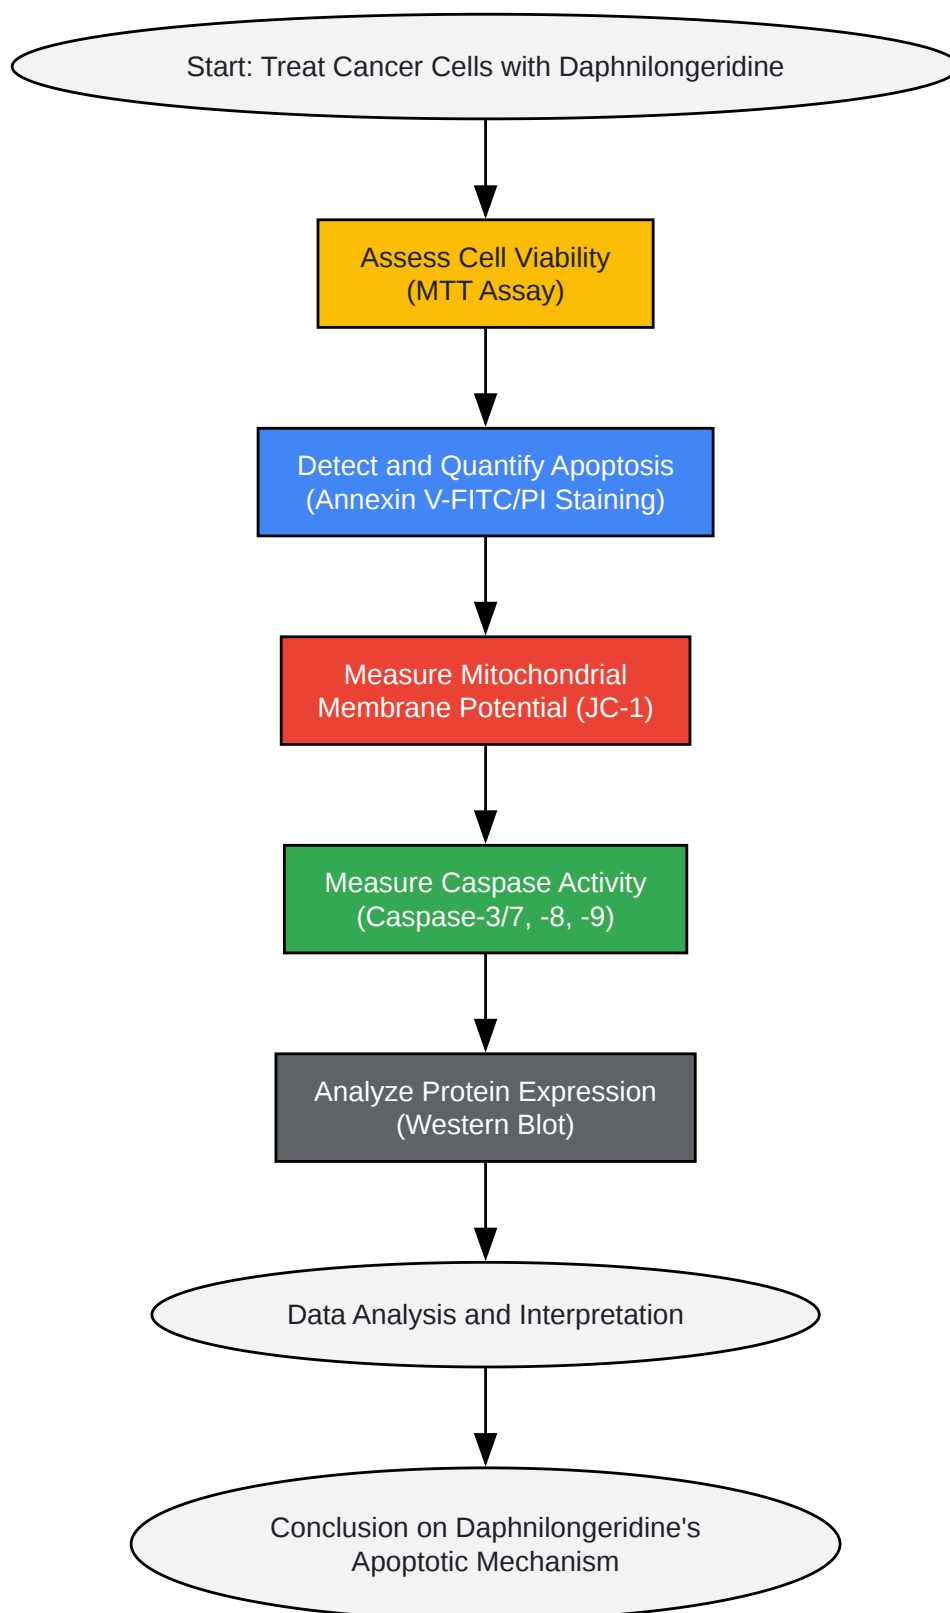 Start: Treat Cancer Cells with Daphnilongeridine
Assess Cell Viability
(MTT Assay)
Detect and Quantify Apoptosis
(Annexin V-FITC/PI Staining)
Measure Mitochondrial
Membrane Potential (JC-1)
Measure Caspase Activity
(Caspase-3/7, -8, -9)
Analyze Protein Expression
(Western Blot)
Data Analysis and Interpretation
Conclusion on Daphnilongeridine's
Apoptotic Mechanism